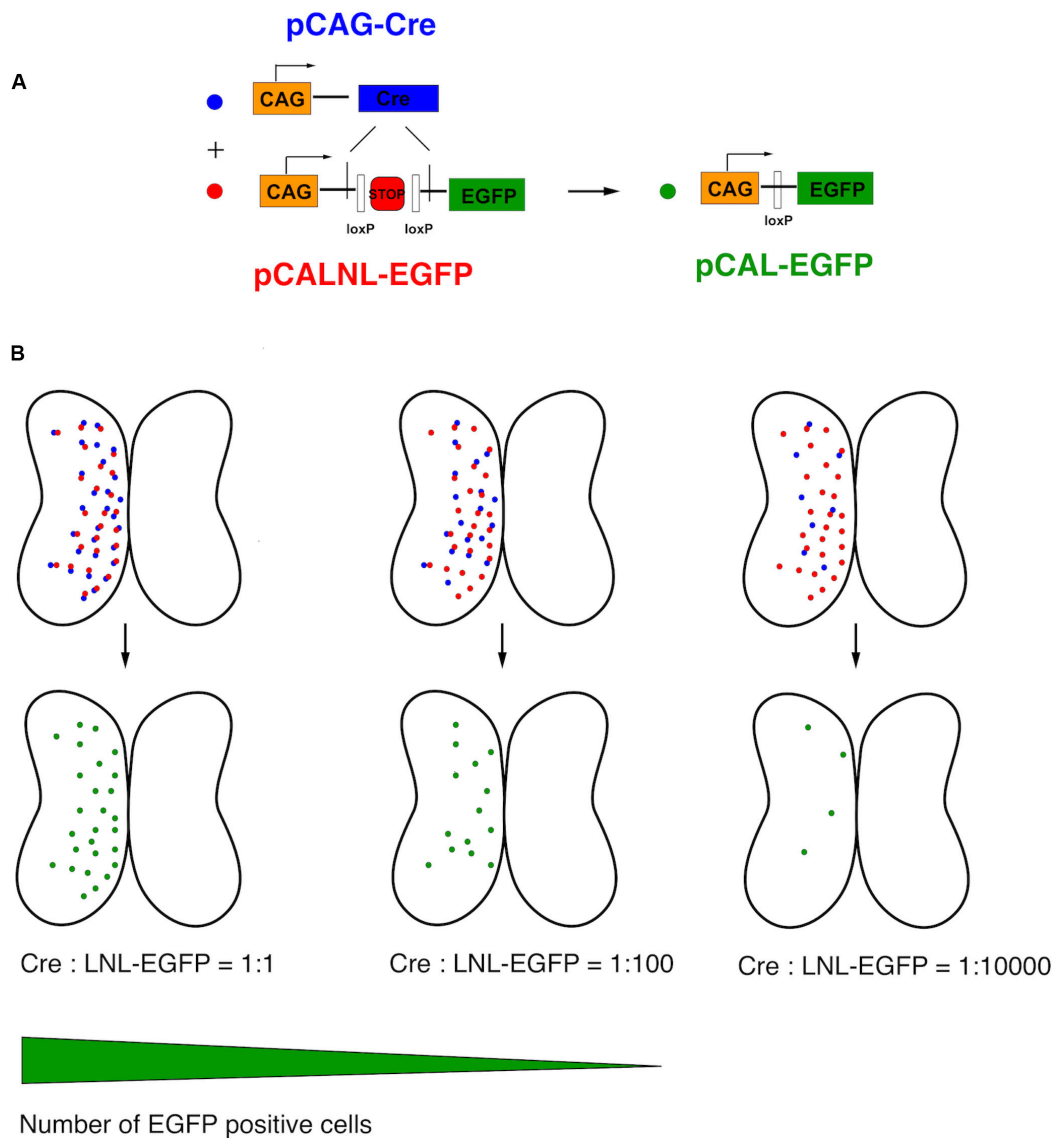 pCAG-Cre
A
CAG
Cre
+
CAG
STOP
EGFP
CAG
EGFP
loxP
loxP
loxP
pCALNL-EGFP
pCAL-EGFP
B
Cre : LNL-EGFP = 1:1
Cre : LNL-EGFP = 1:100
Cre : LNL-EGFP = 1:10000
Number of EGFP positive cells